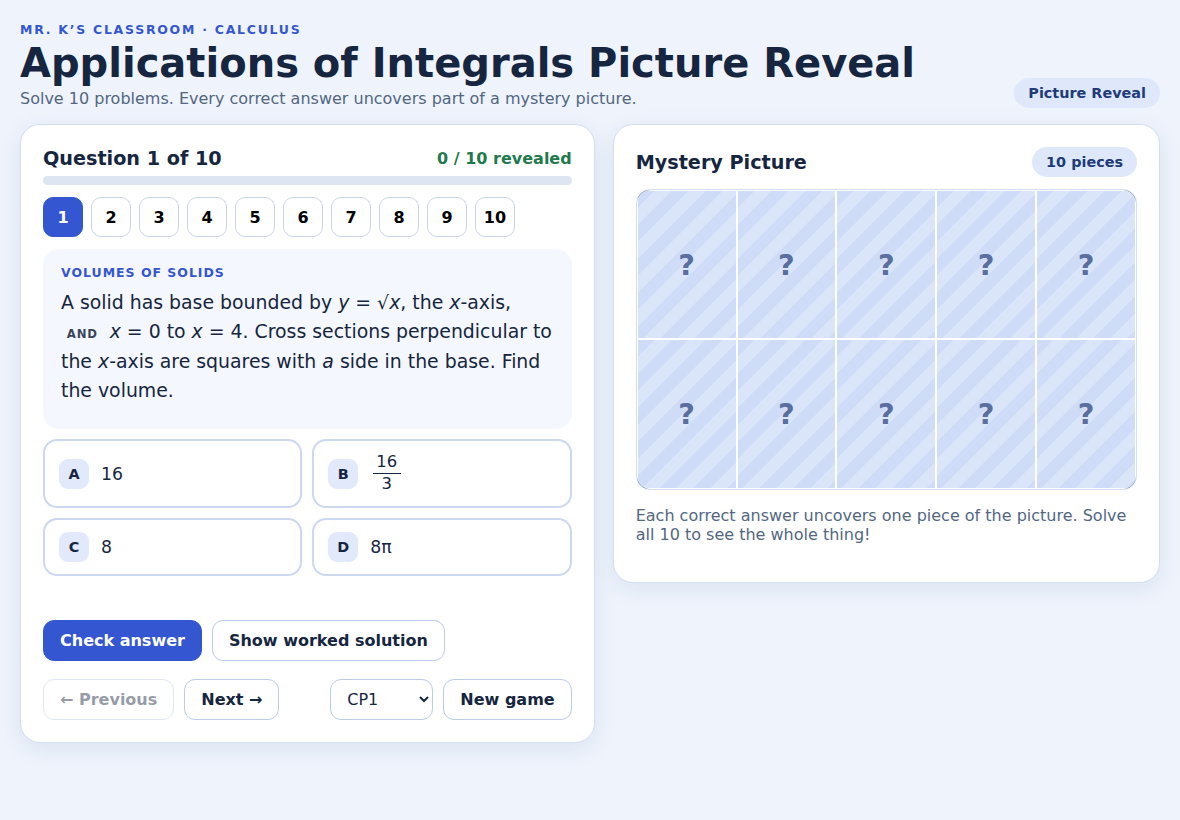 MR. K’S CLASSROOM · CALCULUS
Applications of Integrals Picture Reveal
Solve 10 problems. Every correct answer uncovers part of a mystery picture.
Picture Reveal
Question 1 of 10
0 / 10 revealed
1 2 3 4 5 6 7 8 9 10
VOLUMES OF SOLIDS
A solid has base bounded by y = √x, the x-axis,
AND x = 0 to x = 4. Cross sections perpendicular to
the x-axis are squares with a side in the base. Find
the volume.
A 16
B 16/3
C 8
D 8π
Check answer
Show worked solution
← Previous
Next →
CP1
New game
Mystery Picture
10 pieces
? ? ? ? ?
? ? ? ? ?
Each correct answer uncovers one piece of the picture. Solve
all 10 to see the whole thing!